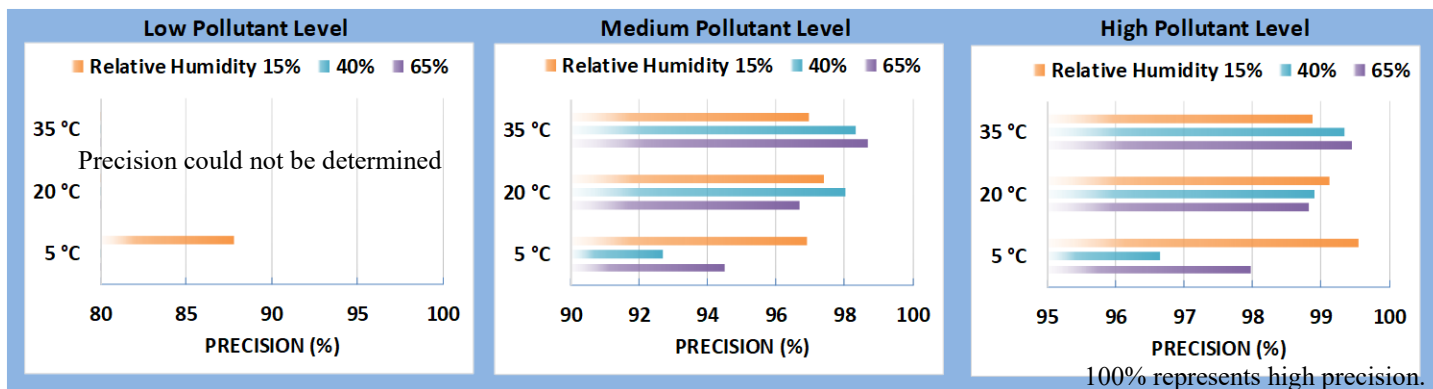 Low Pollutant Level
Relative Humidity 15% 40% 65%
35 °C
Precision could not be determined
20 °C
5 °C
80 85 90 95 100
PRECISION (%)
Medium Pollutant Level
Relative Humidity 15% 40% 65%
35 °C
20 °C
5 °C
90 92 94 96 98 100
PRECISION (%)
High Pollutant Level
Relative Humidity 15% 40% 65%
35 °C
20 °C
5 °C
95 96 97 98 99 100
PRECISION (%)
100% represents high precision.